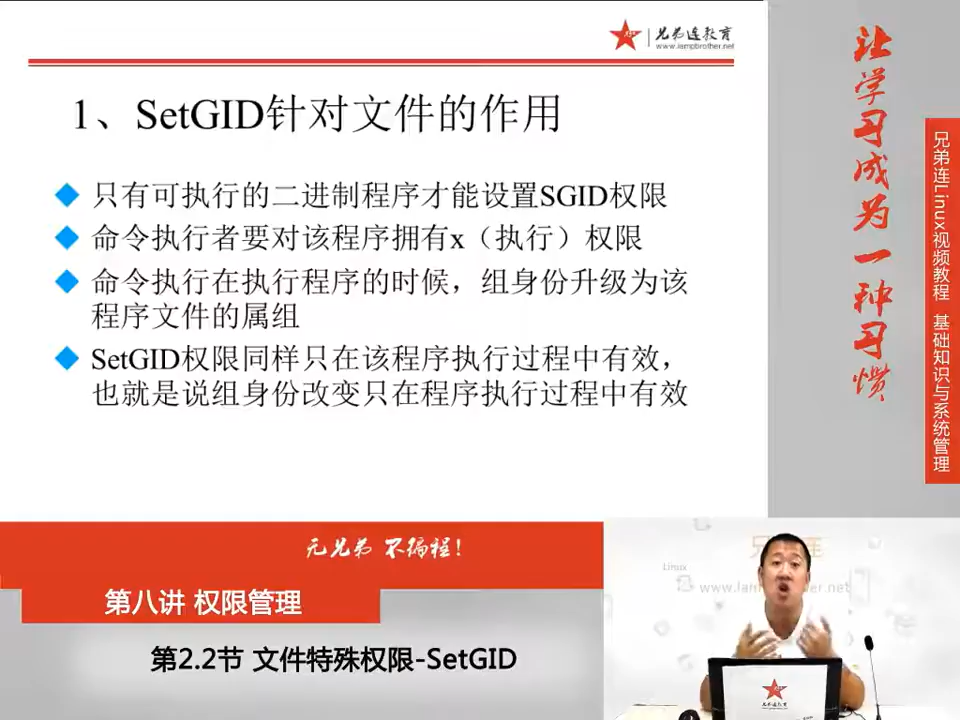 兄弟连教育
www.lampbrother.net
1、SetGID针对文件的作用
只有可执行的二进制程序才能设置SGID权限
命令执行者要对该程序拥有x（执行）权限
命令执行在执行程序的时候，组身份升级为该
程序文件的属组
SetGID权限同样只在该程序执行过程中有效，
也就是说组身份改变只在程序执行过程中有效
让学习成为一种习惯
兄弟连Linux视频教程 基础知识与系统管理
无兄弟 不编程！
第八讲 权限管理
第2.2节 文件特殊权限-SetGID
Linux